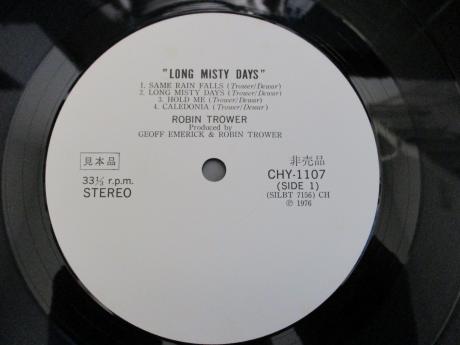 "LONG MISTY DAYS"
1. SAME RAIN FALLS (Trower/Dewar)
2. LONG MISTY DAYS (Trower/Dewar)
3. HOLD ME (Trower/Dewar)
4. CALEDONIA (Trower/Dewar)
ROBIN TROWER
Produced by
GEOFF EMERICK & ROBIN TROWER
見本品
33⅓ r.p.m.
STEREO
非売品
CHY-1107
(SIDE 1)
(SILBT 7156) CH
Ⓟ 1976